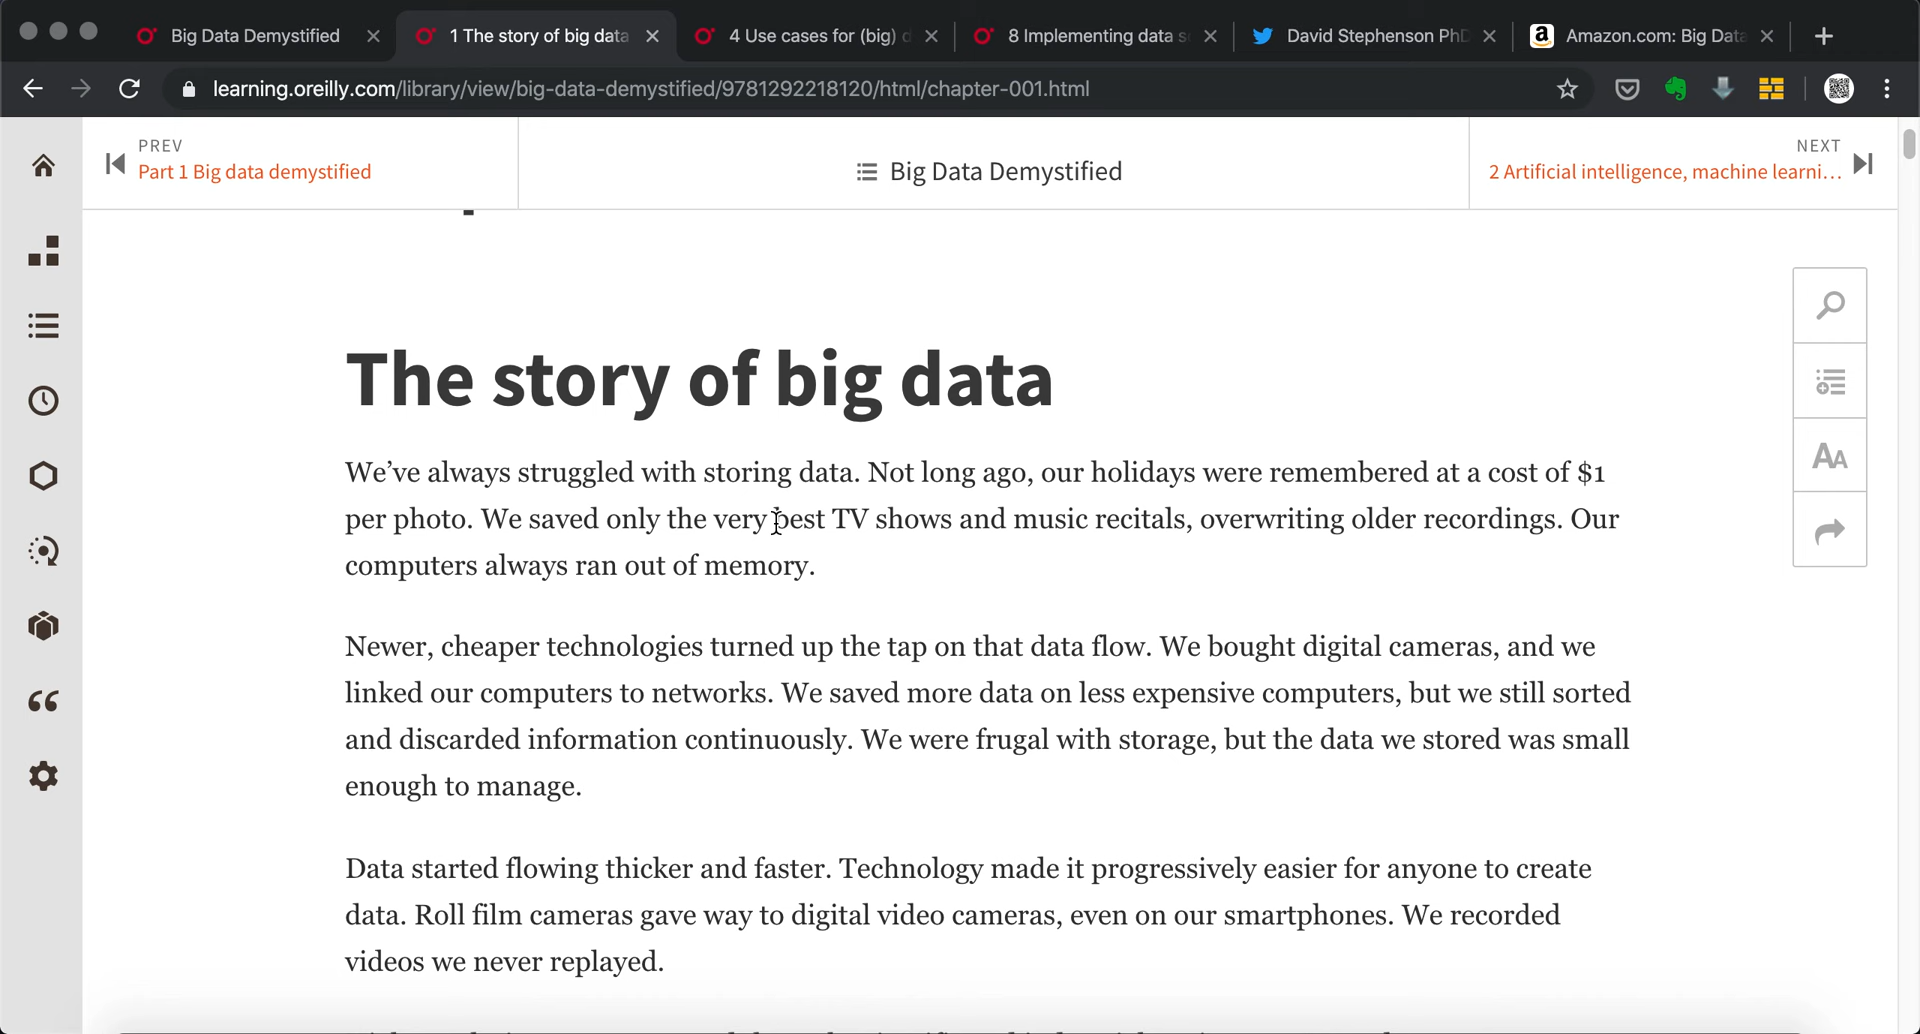 Big Data Demystified
1 The story of big data
4 Use cases for (big) d
8 Implementing data s
David Stephenson PhD
Amazon.com: Big Data
learning.oreilly.com/library/view/big-data-demystified/9781292218120/html/chapter-001.html
PREV
Part 1 Big data demystified
Big Data Demystified
NEXT
2 Artificial intelligence, machine learni...
The story of big data
We’ve always struggled with storing data. Not long ago, our holidays were remembered at a cost of $1
per photo. We saved only the very best TV shows and music recitals, overwriting older recordings. Our
computers always ran out of memory.
Newer, cheaper technologies turned up the tap on that data flow. We bought digital cameras, and we
linked our computers to networks. We saved more data on less expensive computers, but we still sorted
and discarded information continuously. We were frugal with storage, but the data we stored was small
enough to manage.
Data started flowing thicker and faster. Technology made it progressively easier for anyone to create
data. Roll film cameras gave way to digital video cameras, even on our smartphones. We recorded
videos we never replayed.
AA